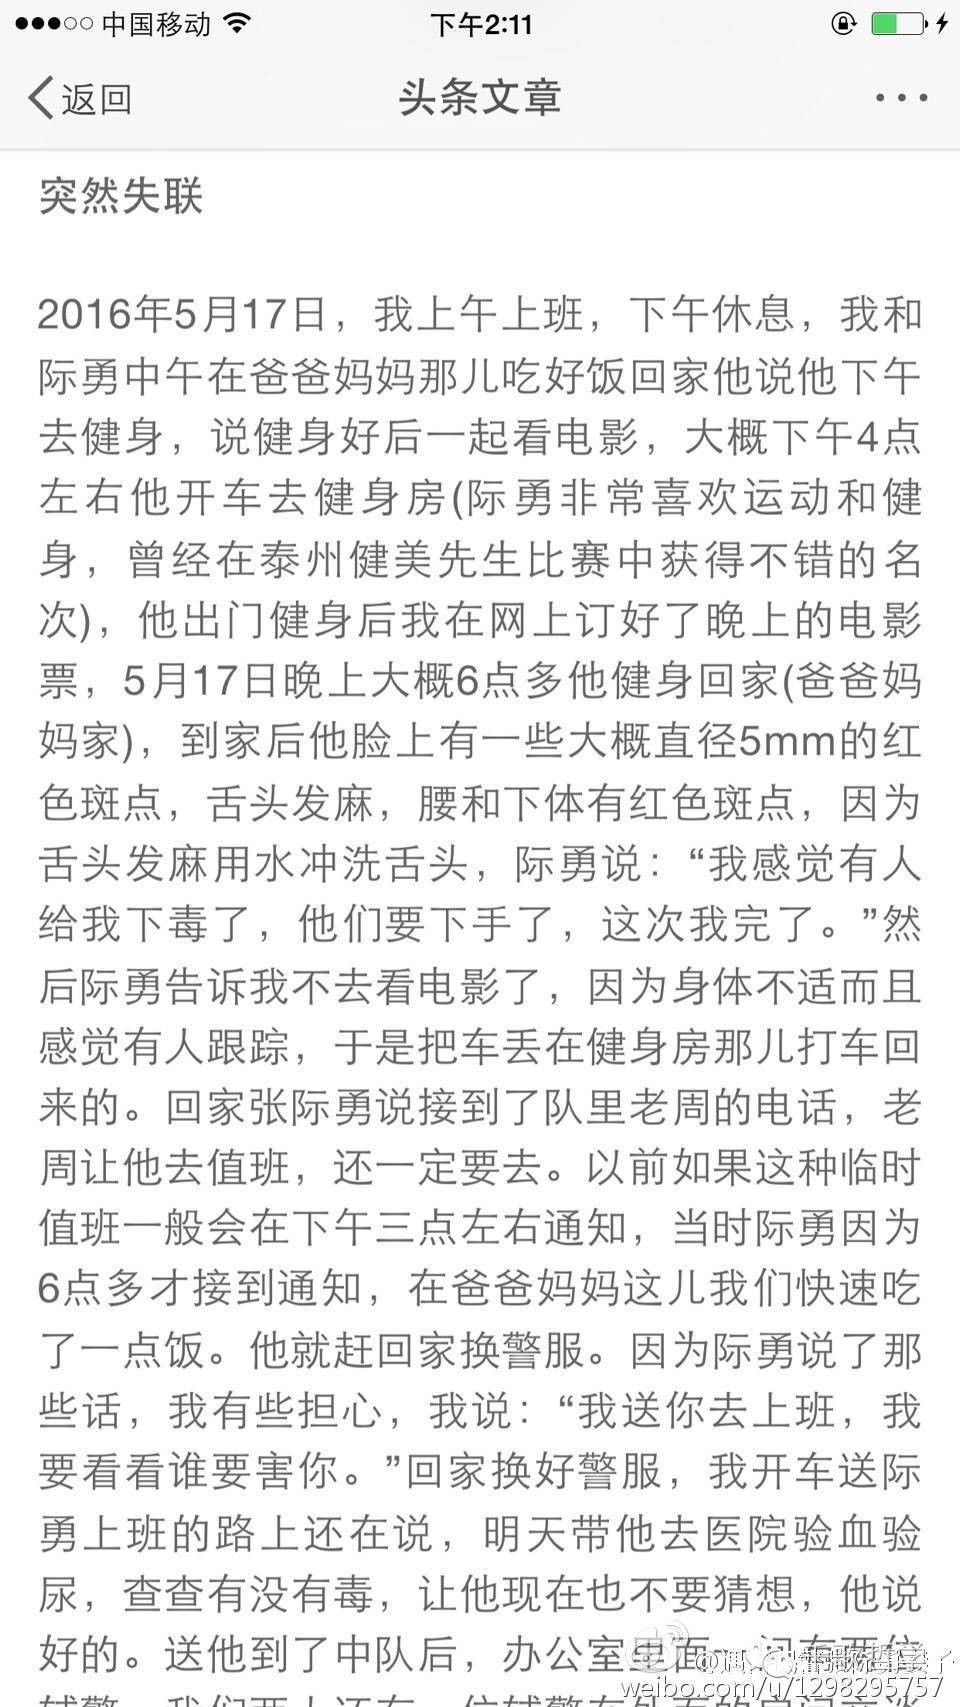 中国移动 下午2:11
返回 头条文章
突然失联
2016年5月17日，我上午上班，下午休息，我和
际勇中午在爸爸妈妈那儿吃好饭回家他说他下午
去健身，说健身好后一起看电影，大概下午4点
左右他开车去健身房(际勇非常喜欢运动和健
身，曾经在泰州健美先生比赛中获得不错的名
次)，他出门健身后我在网上订好了晚上的电影
票，5月17日晚上大概6点多他健身回家(爸爸妈
妈家)，到家后他脸上有一些大概直径5mm的红
色斑点，舌头发麻，腰和下体有红色斑点，因为
舌头发麻用水冲洗舌头，际勇说：“我感觉有人
给我下毒了，他们要下手了，这次我完了。”然
后际勇告诉我不去看电影了，因为身体不适而且
感觉有人跟踪，于是把车丢在健身房那儿打车回
来的。回家张际勇说接到了队里老周的电话，老
周让他去值班，还一定要去。以前如果这种临时
值班一般会在下午三点左右通知，当时际勇因为
6点多才接到通知，在爸爸妈妈这儿我们快速吃
了一点饭。他就赶回家换警服。因为际勇说了那
些话，我有些担心，我说：“我送你去上班，我
要看看谁要害你。”回家换好警服，我开车送际
勇上班的路上还在说，明天带他去医院验血验
尿，查查有没有毒，让他现在也不要猜想，他说
好的。送他到了中队后，办公室里面
weibo.com/u/1298295757